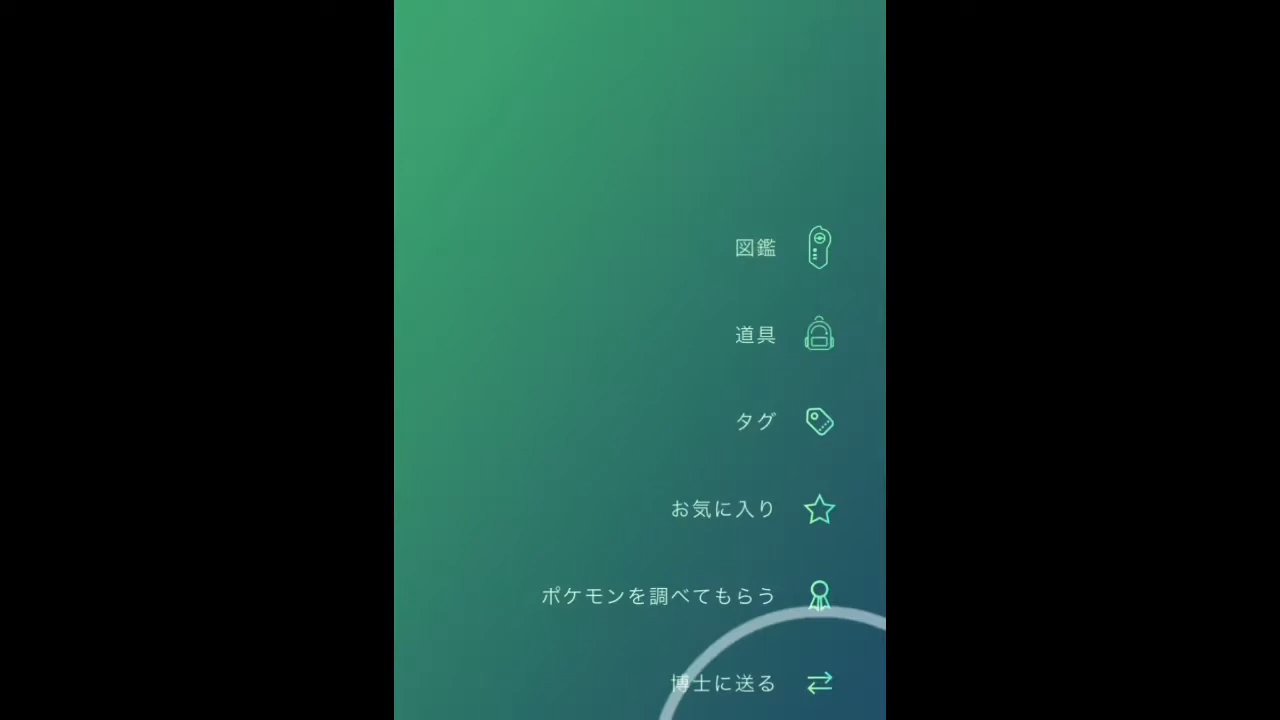 図鑑
道具
タグ
お気に入り
ポケモンを調べてもらう
博士に送る